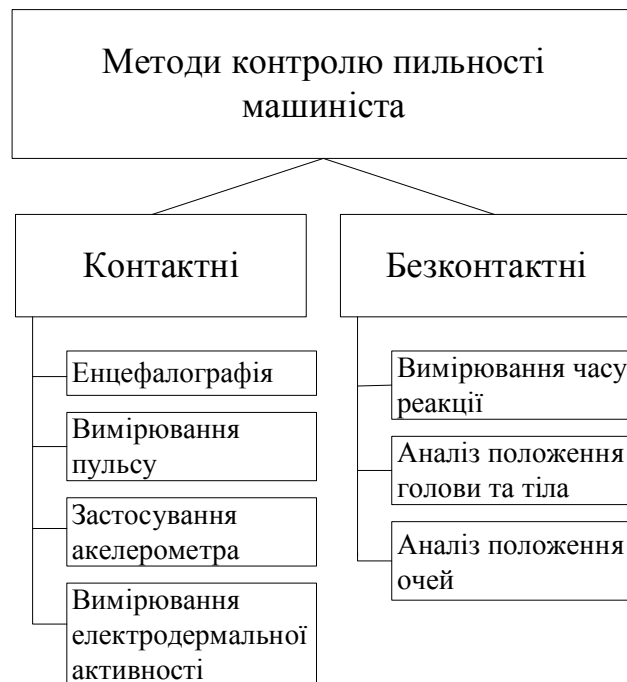 Методи контролю пильності
машиніста
Контактні
Енцефалографія
Вимірювання
пульсу
Застосування
акелерометра
Вимірювання
електродермальної
активності
Безконтактні
Вимірювання часу
реакції
Аналіз положення
голови та тіла
Аналіз положення
очей